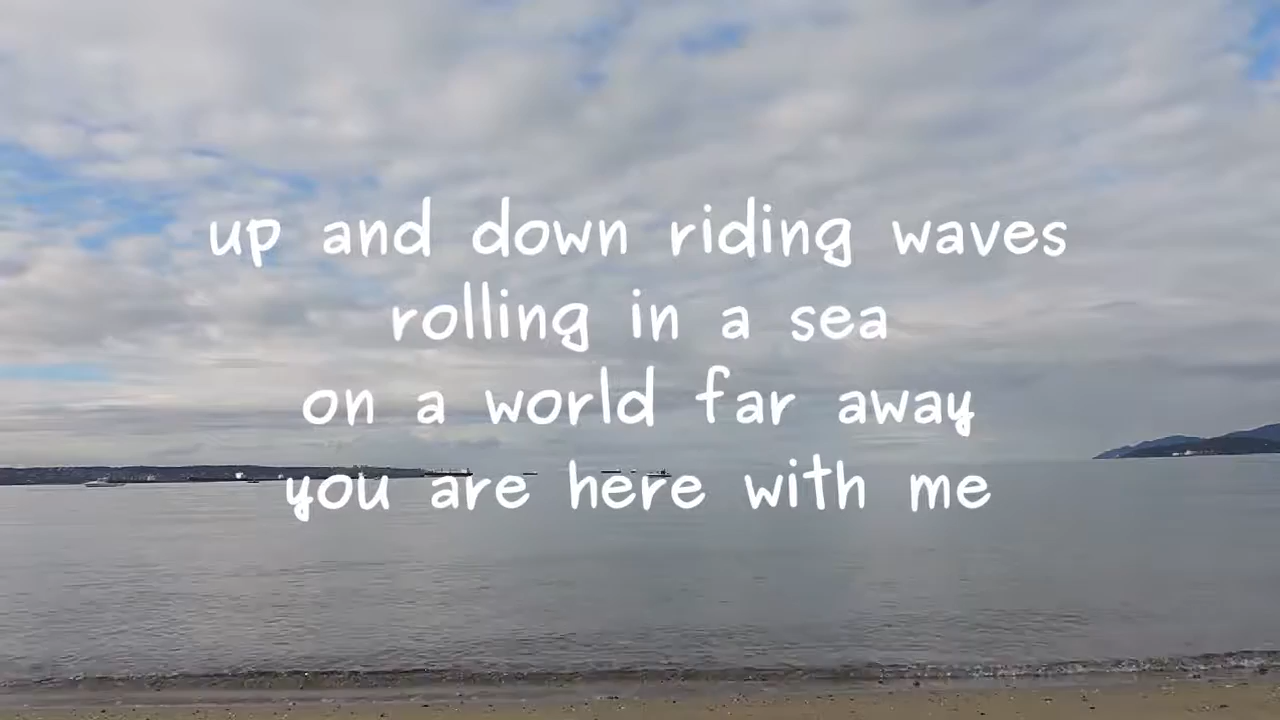 up and down riding waves
rolling in a sea
on a world far away
you are here with me